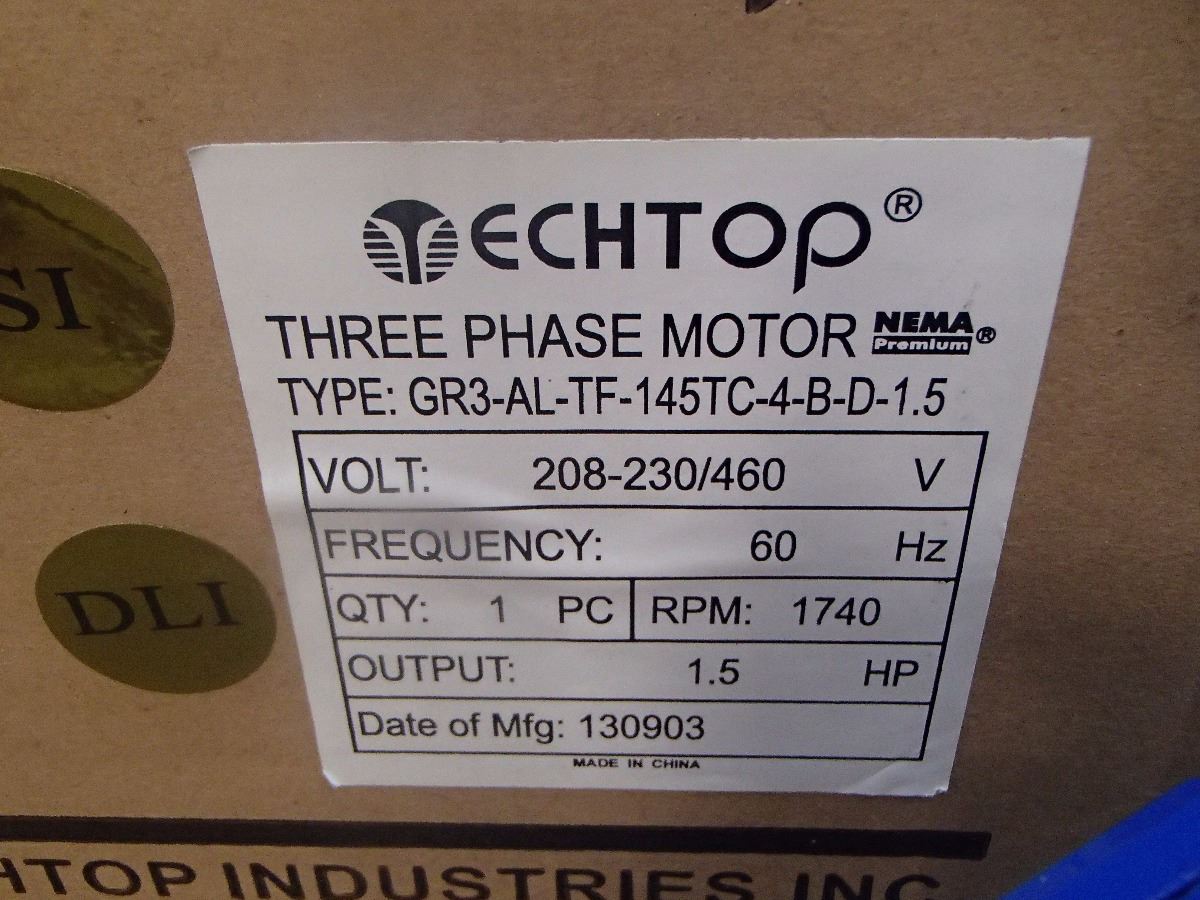 TECHTOP®
THREE PHASE MOTOR NEMA Premium®
TYPE: GR3-AL-TF-145TC-4-B-D-1.5
VOLT: 208-230/460 V
FREQUENCY: 60 Hz
QTY: 1 PC RPM: 1740
OUTPUT: 1.5 HP
Date of Mfg: 130903
MADE IN CHINA
SI
DLI
HTOP INDUSTRIES INC